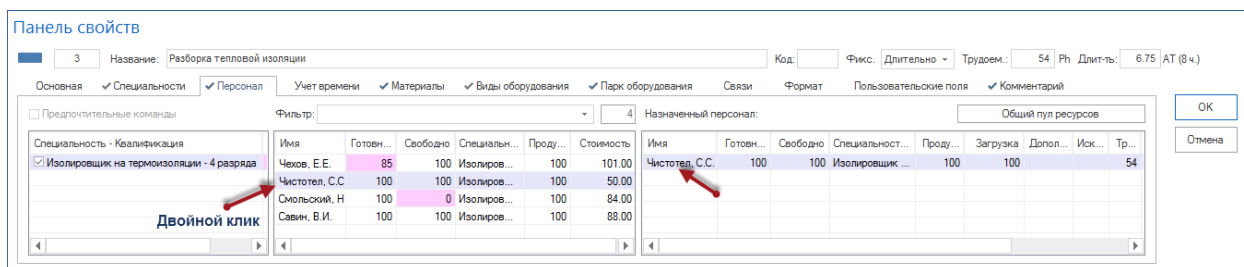 Панель свойств
3 Название: Разборка тепловой изоляции Код: Фикс. Длительно Трудоем.: 54 Ph Длит-ть: 6.75 AT (8 ч.)
Основная Специальности Персонал Учет времени Материалы Виды оборудования Парк оборудования Связи Формат Пользовательские поля Комментарий
Предпочтительные команды Фильтр: 4 Назначенный персонал: Общий пул ресурсов OK
Специальность - Квалификация Имя Готовн... Свободно Специальн... Проду... Стоимость Имя Готовн... Свободно Специальност... Проду... Загрузка Допол... Иск... Тр... Отмена
Изолировщик на термоизоляции - 4 разряда Чехов, Е.Е. 85 100 Изолиров... 100 101.00 Чистотел, С.С. 100 100 Изолировщик ... 100 100 54
Чистотел, С.С 100 100 Изолиров... 100 50.00
Смольский, Н 100 0 Изолиров... 100 84.00
Савин, В.И. 100 100 Изолиров... 100 88.00
Двойной клик